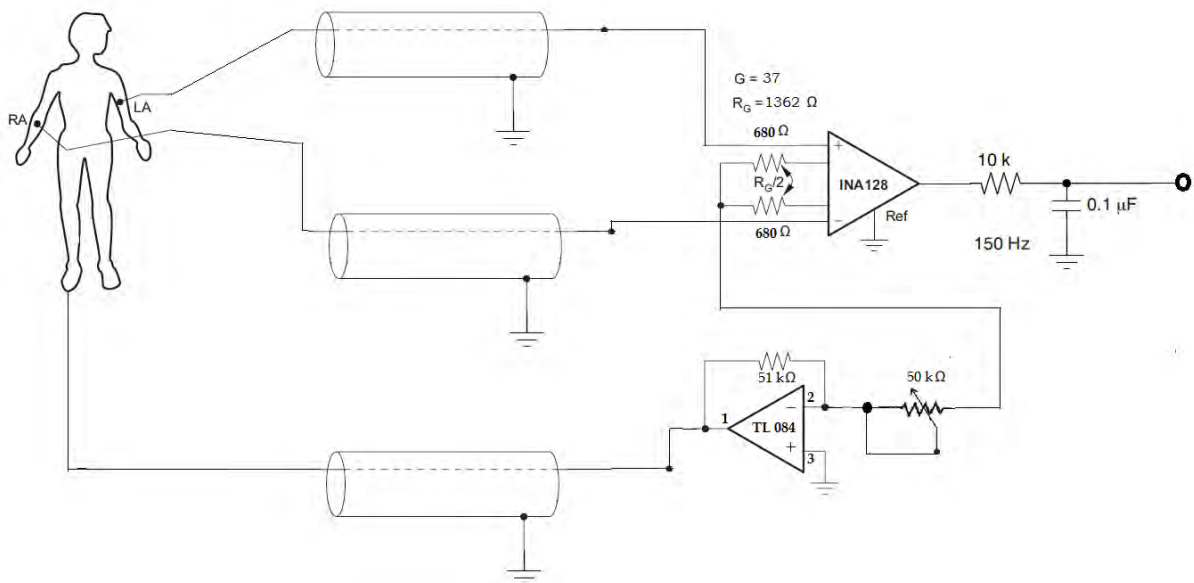 LA
RA
G = 37
R_G = 1362 Ω
680 Ω
R_G/2
680 Ω
+
INA128
−
Ref
10 k
0.1 μF
150 Hz
51 kΩ
50 kΩ
1
2
−
TL 084
+
3